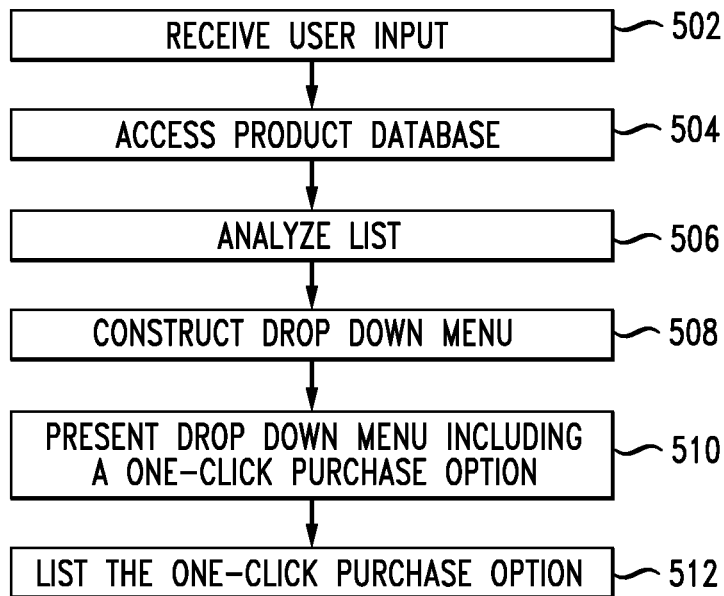 RECEIVE USER INPUT
502
ACCESS PRODUCT DATABASE
504
ANALYZE LIST
506
CONSTRUCT DROP DOWN MENU
508
PRESENT DROP DOWN MENU INCLUDING
A ONE-CLICK PURCHASE OPTION
510
LIST THE ONE-CLICK PURCHASE OPTION
512